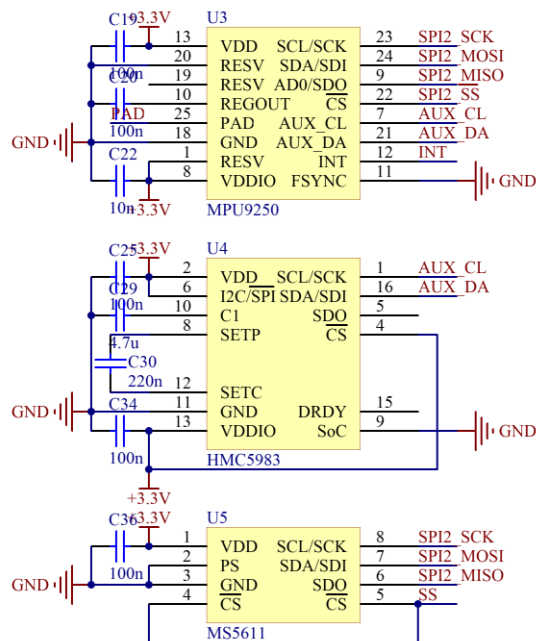 C19 +3.3V U3
13 VDD SCL/SCK 23 SPI2_SCK
100n 20 RESV SDA/SDI 24 SPI2_MOSI
C20 19 RESV AD0/SDO 9 SPI2_MISO
10 REGOUT CS 22 SPI2_SS
PAD 25 PAD AUX_CL 7 AUX_CL
100n
GND 18 GND AUX_DA 21 AUX_DA
C22 1 RESV INT 12 INT
8 VDDIO FSYNC 11 GND
10n +3.3V MPU9250
C25 +3.3V U4
2 VDD SCL/SCK 1 AUX_CL
C29 6 I2C/SPI SDA/SDI 16 AUX_DA
100n 10 C1 SDO 5
8 SETP CS 4
4.7u
C30
220n 12 SETC
GND 11 GND DRDY 15
C34 13 VDDIO SoC 9 GND
100n HMC5983
+3.3V
C36 +3.3V U5
1 VDD SCL/SCK 8 SPI2_SCK
100n 2 PS SDA/SDI 7 SPI2_MOSI
GND 3 GND SDO 6 SPI2_MISO
4 CS CS 5 SS
MS5611